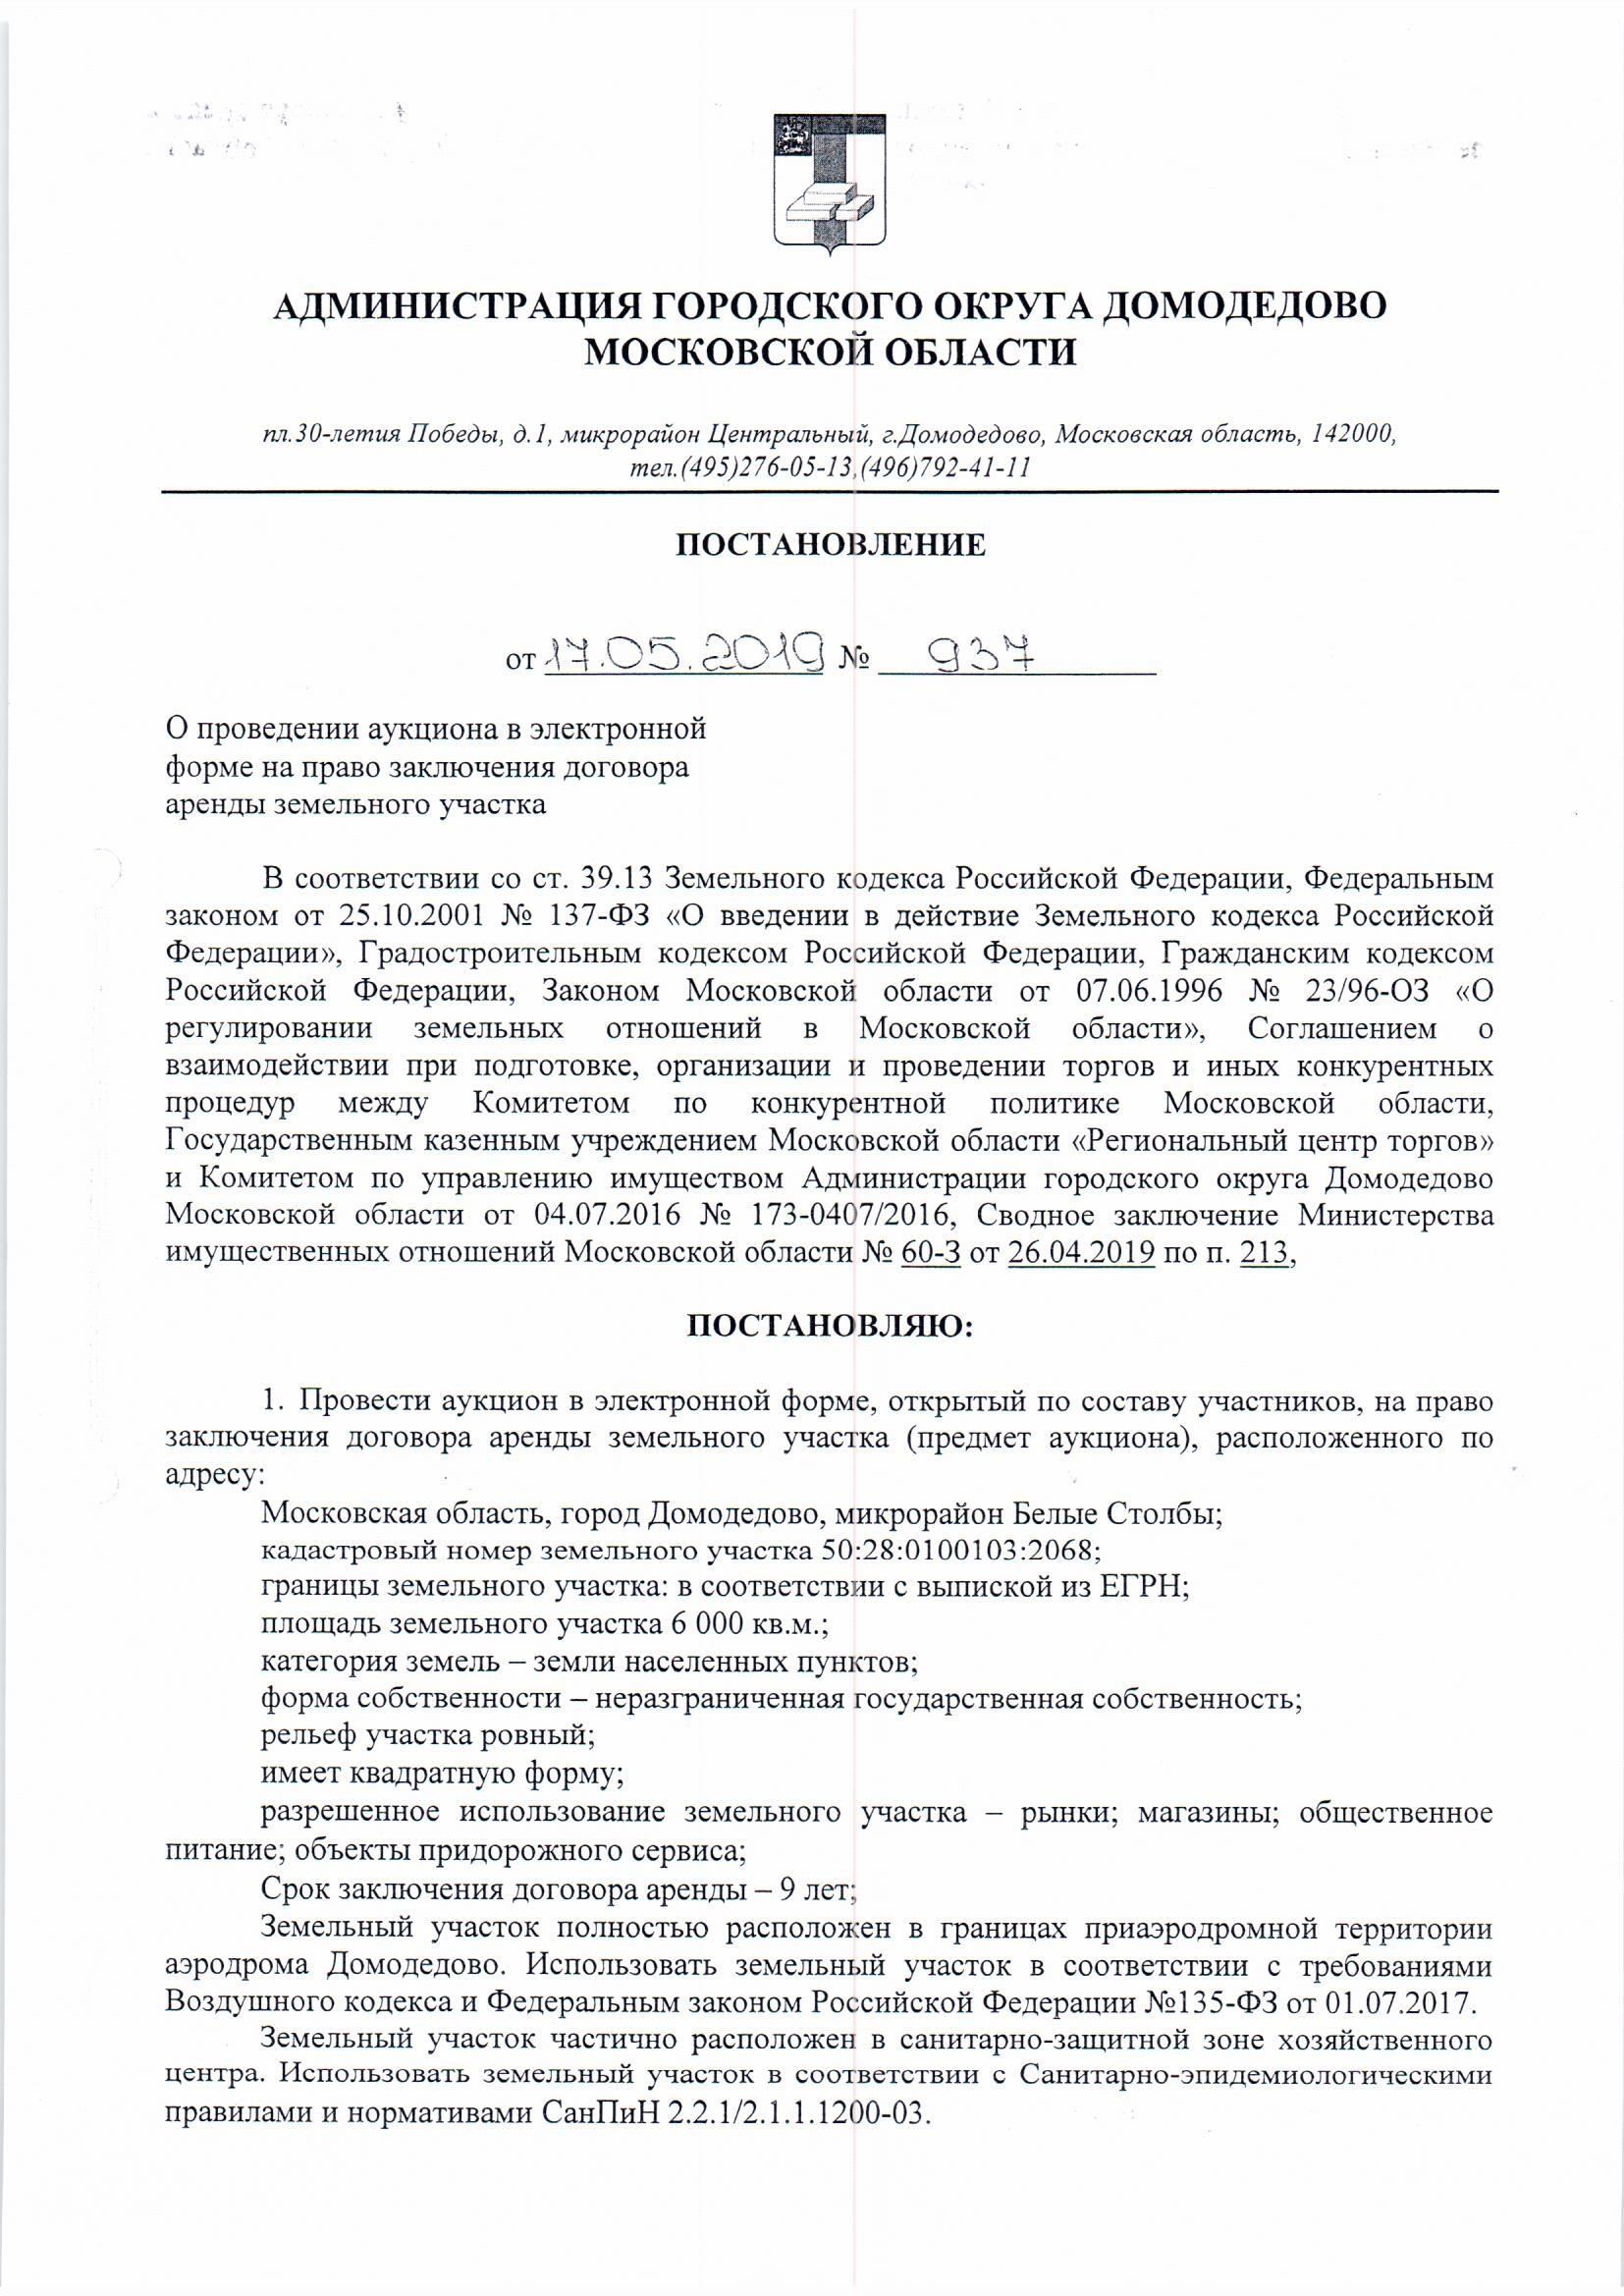 АДМИНИСТРАЦИЯ ГОРОДСКОГО ОКРУГА ДОМОДЕДОВО
МОСКОВСКОЙ ОБЛАСТИ
пл.30-летия Победы, д.1, микрорайон Центральный, г.Домодедово, Московская область, 142000,
тел.(495)276-05-13,(496)792-41-11
ПОСТАНОВЛЕНИЕ
от 17.05.2019 № 937
О проведении аукциона в электронной
форме на право заключения договора
аренды земельного участка
В соответствии со ст. 39.13 Земельного кодекса Российской Федерации, Федеральным
законом от 25.10.2001 № 137-ФЗ «О введении в действие Земельного кодекса Российской
Федерации», Градостроительным кодексом Российской Федерации, Гражданским кодексом
Российской Федерации, Законом Московской области от 07.06.1996 № 23/96-ОЗ «О
регулировании земельных отношений в Московской области», Соглашением о
взаимодействии при подготовке, организации и проведении торгов и иных конкурентных
процедур между Комитетом по конкурентной политике Московской области,
Государственным казенным учреждением Московской области «Региональный центр торгов»
и Комитетом по управлению имуществом Администрации городского округа Домодедово
Московской области от 04.07.2016 № 173-0407/2016, Сводное заключение Министерства
имущественных отношений Московской области № 60-З от 26.04.2019 по п. 213,
ПОСТАНОВЛЯЮ:
1. Провести аукцион в электронной форме, открытый по составу участников, на право
заключения договора аренды земельного участка (предмет аукциона), расположенного по
адресу:
Московская область, город Домодедово, микрорайон Белые Столбы;
кадастровый номер земельного участка 50:28:0100103:2068;
границы земельного участка: в соответствии с выпиской из ЕГРН;
площадь земельного участка 6 000 кв.м.;
категория земель – земли населенных пунктов;
форма собственности – неразграниченная государственная собственность;
рельеф участка ровный;
имеет квадратную форму;
разрешенное использование земельного участка – рынки; магазины; общественное
питание; объекты придорожного сервиса;
Срок заключения договора аренды – 9 лет;
Земельный участок полностью расположен в границах приаэродромной территории
аэродрома Домодедово. Использовать земельный участок в соответствии с требованиями
Воздушного кодекса и Федеральным законом Российской Федерации №135-ФЗ от 01.07.2017.
Земельный участок частично расположен в санитарно-защитной зоне хозяйственного
центра. Использовать земельный участок в соответствии с Санитарно-эпидемиологическими
правилами и нормативами СанПиН 2.2.1/2.1.1.1200-03.